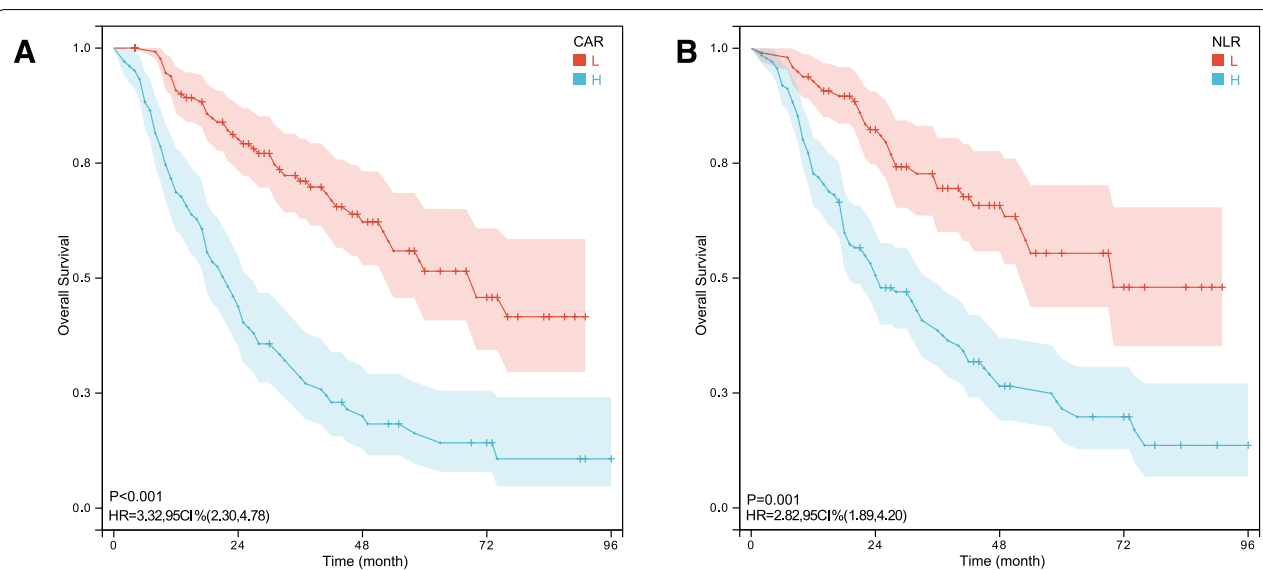 A
CAR
L
H
1.0
0.8
0.5
0.3
0.0
Overall Survival
P<0.001
HR=3.32,95CI%(2.30,4.78)
0 24 48 72 96
Time (month)
B
NLR
L
H
1.0
0.8
0.5
0.3
0.0
Overall Survival
P=0.001
HR=2.82,95CI%(1.89,4.20)
0 24 48 72 96
Time (month)